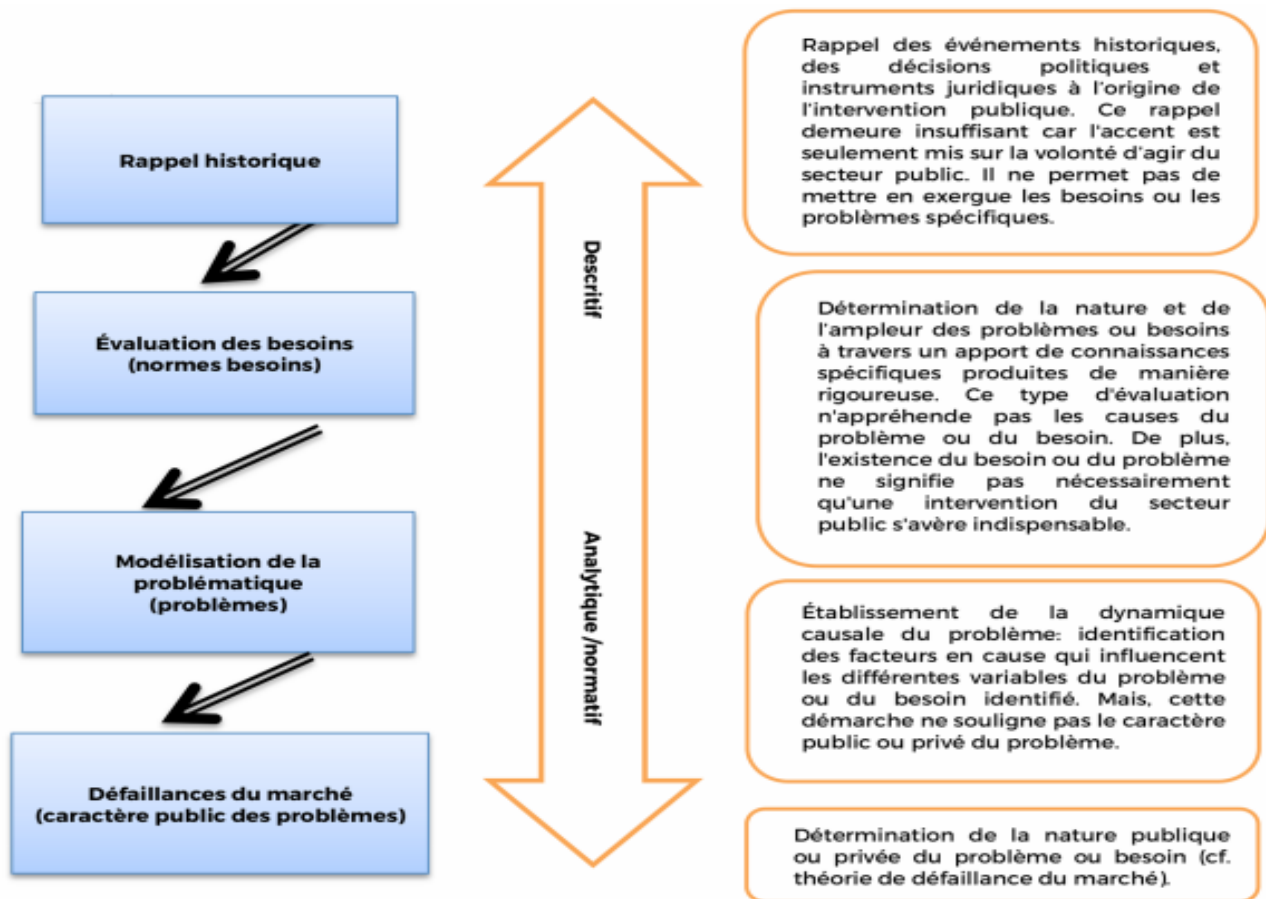 Rappel historique
Évaluation des besoins
(normes besoins)
Modélisation de la
problématique
(problèmes)
Défaillances du marché
(caractère public des problèmes)
Descritif
Analytique /normatif
Rappel des événements historiques,
des décisions politiques et
instruments juridiques à l'origine de
l'intervention publique. Ce rappel
demeure insuffisant car l'accent est
seulement mis sur la volonté d'agir du
secteur public. Il ne permet pas de
mettre en exergue les besoins ou les
problèmes spécifiques.
Détermination de la nature et de
l'ampleur des problèmes ou besoins
à travers un apport de connaissances
spécifiques produites de manière
rigoureuse. Ce type d'évaluation
n'appréhende pas les causes du
problème ou du besoin. De plus,
l'existence du besoin ou du problème
ne signifie pas nécessairement
qu'une intervention du secteur
public s'avère indispensable.
Établissement de la dynamique
causale du problème: identification
des facteurs en cause qui influencent
les différentes variables du problème
ou du besoin identifié. Mais, cette
démarche ne souligne pas le caractère
public ou privé du problème.
Détermination de la nature publique
ou privée du problème ou besoin (cf.
théorie de défaillance du marché).